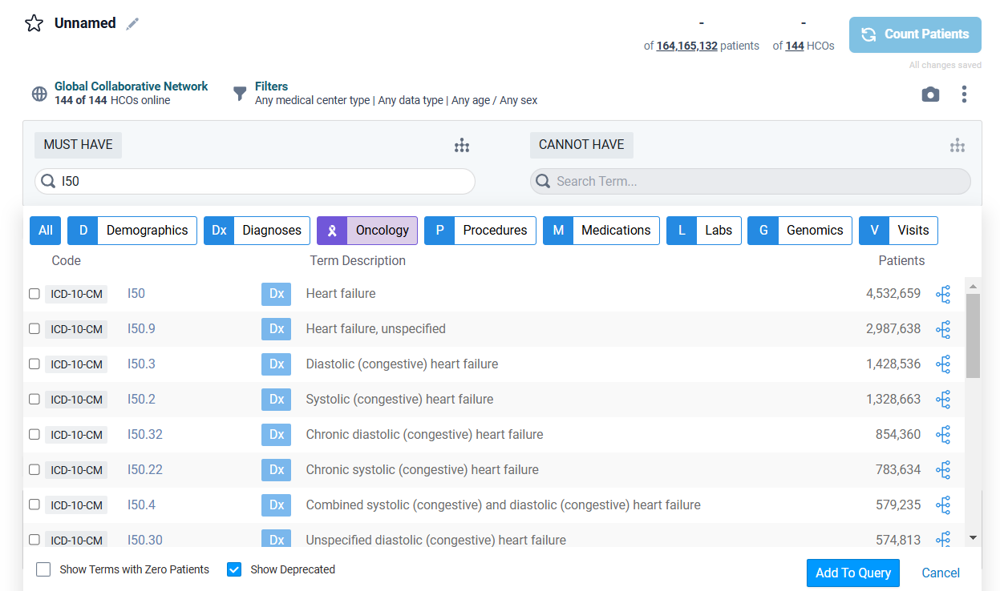 Unnamed
- -
of 164,165,132 patients of 144 HCOs
Count Patients
All changes saved
Global Collaborative Network
144 of 144 HCOs online
Filters
Any medical center type | Any data type | Any age / Any sex
MUST HAVE
CANNOT HAVE
I50
Search Term...
All D Demographics Dx Diagnoses Oncology P Procedures M Medications L Labs G Genomics V Visits
Code Term Description Patients
ICD-10-CM I50 Dx Heart failure 4,532,659
ICD-10-CM I50.9 Dx Heart failure, unspecified 2,987,638
ICD-10-CM I50.3 Dx Diastolic (congestive) heart failure 1,428,536
ICD-10-CM I50.2 Dx Systolic (congestive) heart failure 1,328,663
ICD-10-CM I50.32 Dx Chronic diastolic (congestive) heart failure 854,360
ICD-10-CM I50.22 Dx Chronic systolic (congestive) heart failure 783,634
ICD-10-CM I50.4 Dx Combined systolic (congestive) and diastolic (congestive) heart failure 579,235
ICD-10-CM I50.30 Dx Unspecified diastolic (congestive) heart failure 574,813
Show Terms with Zero Patients Show Deprecated
Add To Query Cancel